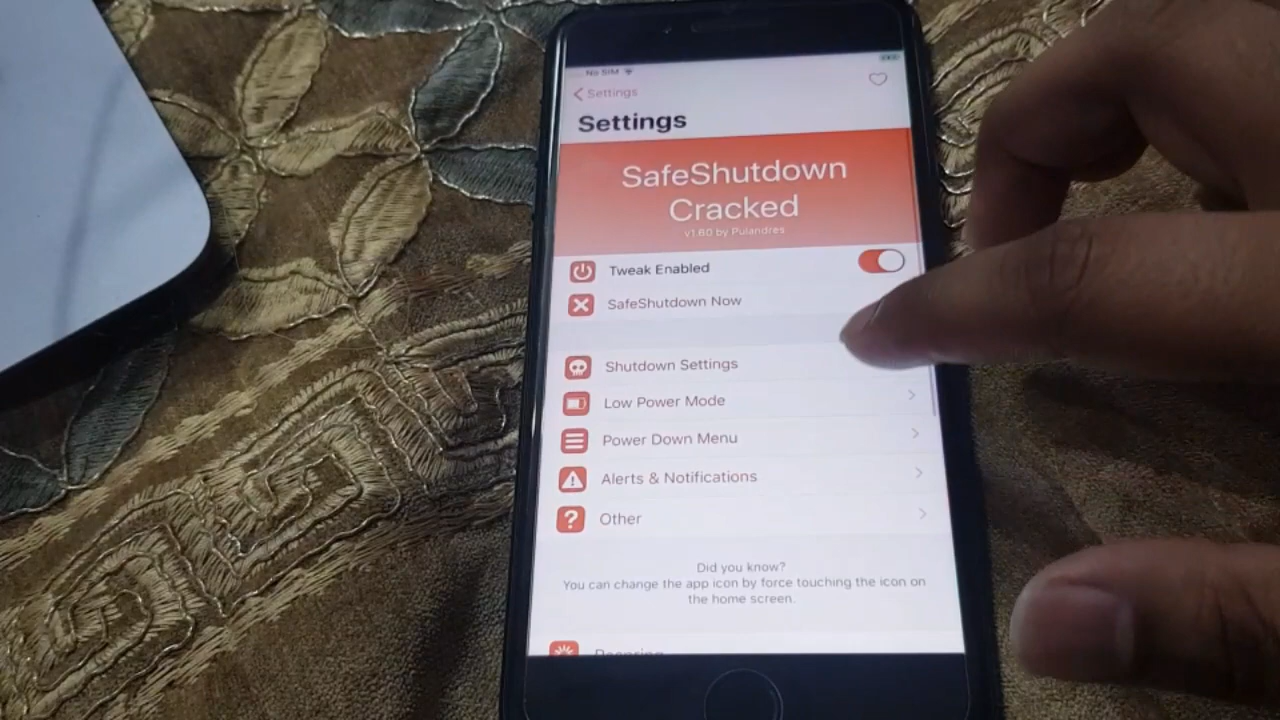 No SIM
Settings
Settings
SafeShutdown
Cracked
v1.60 by Pulandres
Tweak Enabled
SafeShutdown Now
Shutdown Settings
Low Power Mode
Power Down Menu
Alerts & Notifications
Other
Did you know?
You can change the app icon by force touching the icon on
the home screen.
Respring